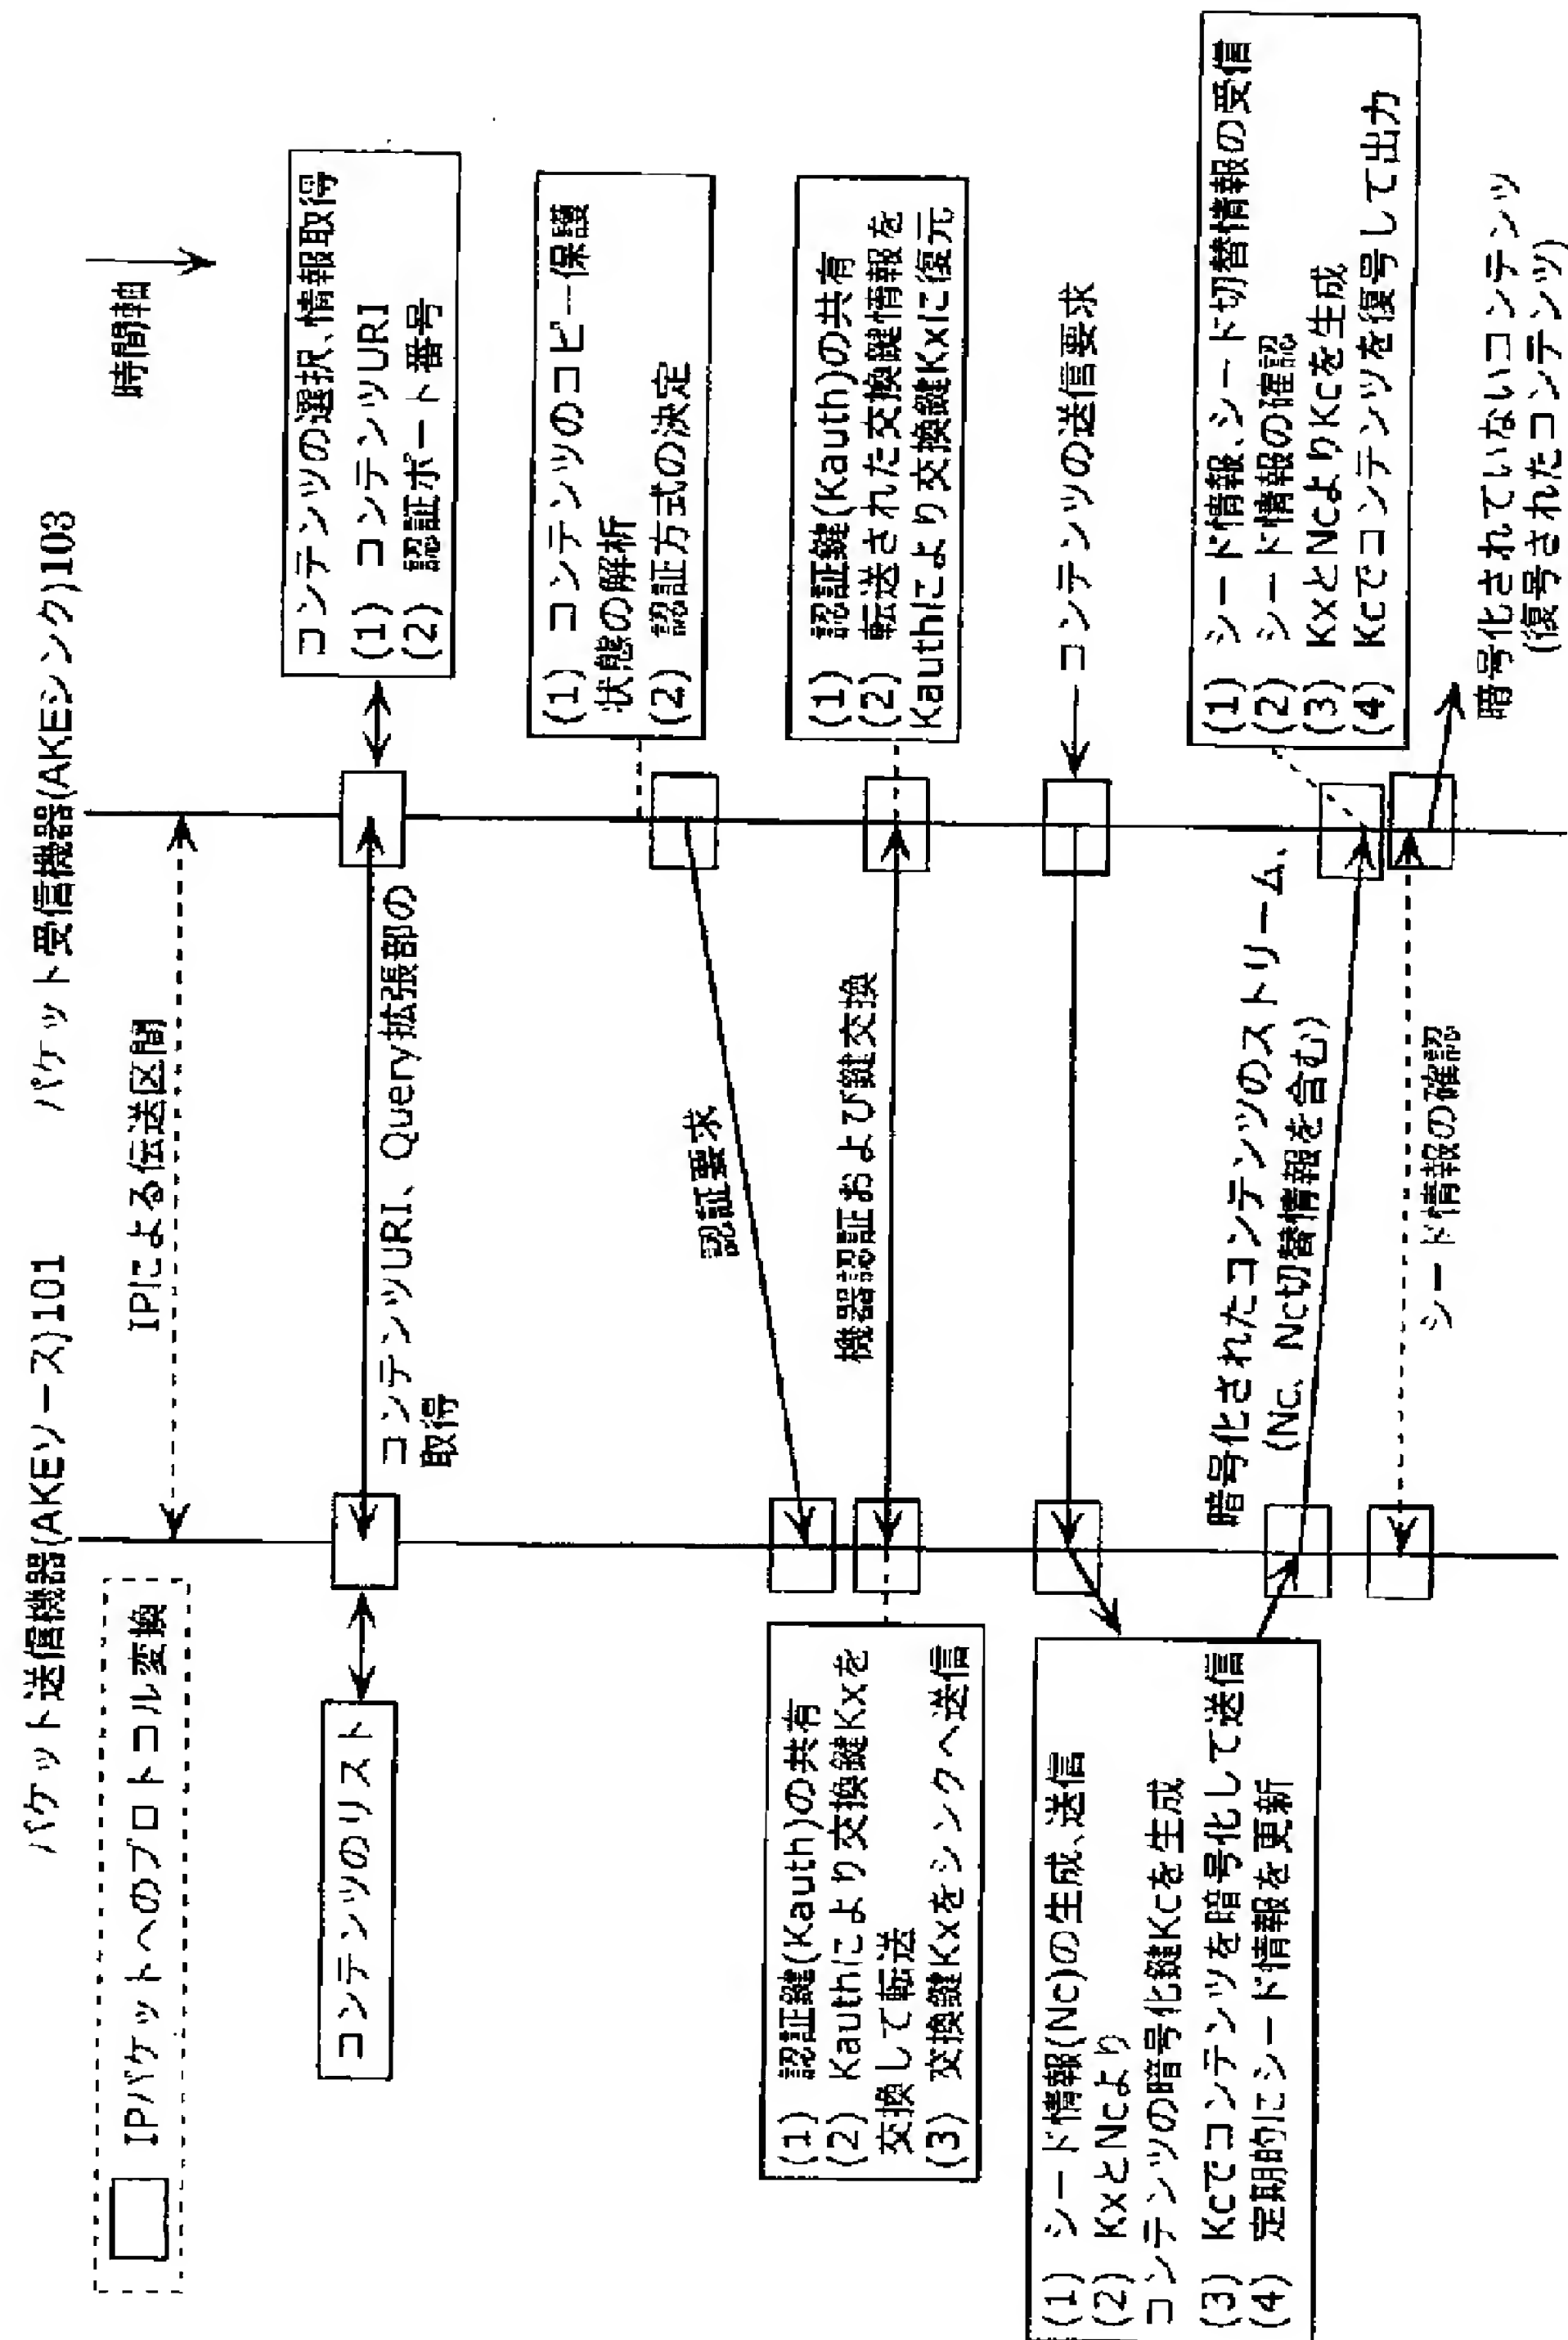 パケット送信機器(AKEソース)101
パケット受信機器(AKEシンク)103
IPパケットへのプロトコル変換
IPによる伝送区間
時間軸
コンテンツのリスト
コンテンツURI、Query拡張部の
取得
コンテンツの選択、情報取得
(1) コンテンツURI
(2) 認証ポート番号
(1) コンテンツのコピー保護
状態の解析
(2) 認証方式の決定
認証要求
(1) 認証鍵(Kauth)の共有
(2) Kauthにより交換鍵Kxを
交換して転送
(3) 交換鍵Kxをシンクへ送信
機器認証および鍵交換
(1) 認証鍵(Kauth)の共有
(2) 転送された交換鍵情報を
Kauthにより交換鍵Kxに復元
コンテンツの送信要求
(1) シード情報(Nc)の生成、送信
(2) KxとNcより
コンテンツの暗号化鍵Kcを生成
(3) Kcでコンテンツを暗号化して送信
(4) 定期的にシード情報を更新
暗号化されたコンテンツのストリーム、
(Nc、Nc切替情報を含む)
(1) シード情報、シード切替情報の受信
(2) シード情報の確認
(3) KxとNcよりKcを生成
(4) Kcでコンテンツを復号して出力
シード情報の確認
暗号化されていないコンテンツ
(復号されたコンテンツ)